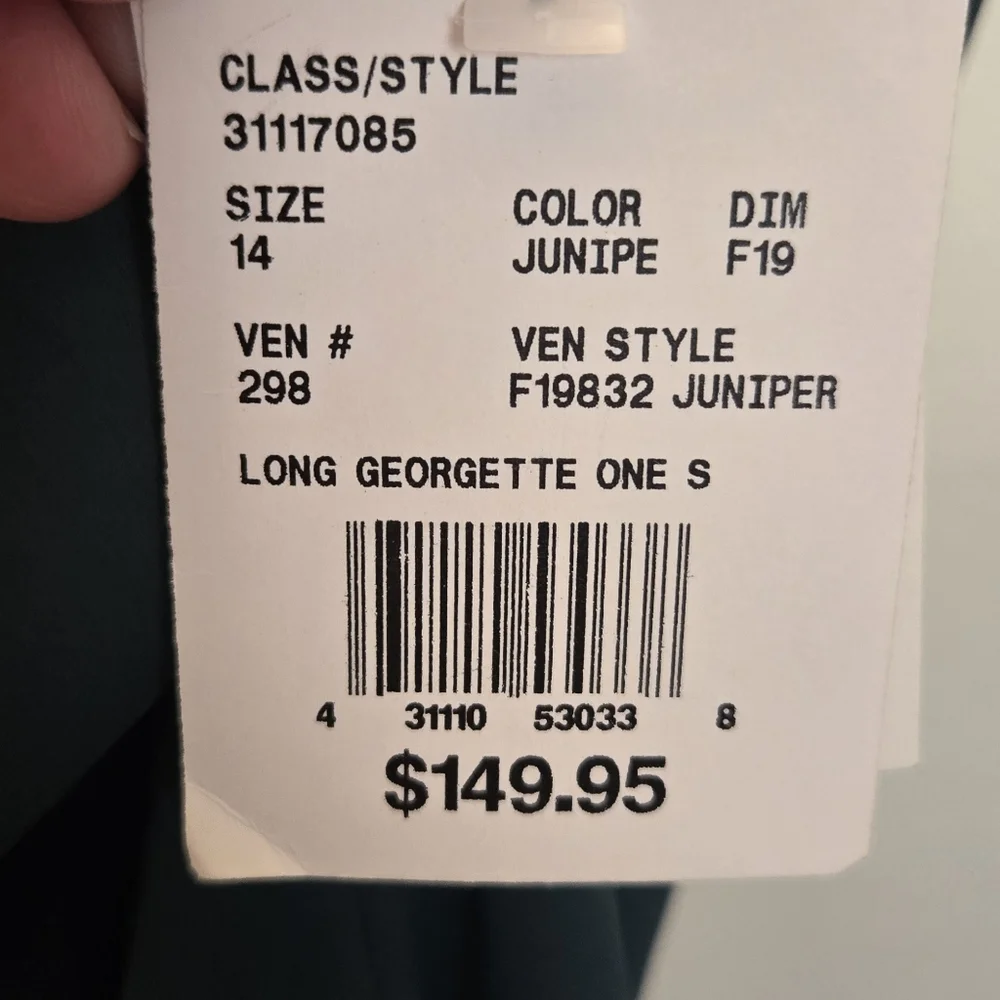 CLASS/STYLE
31117085
SIZE COLOR DIM
14 JUNIPE F19
VEN # VEN STYLE
298 F19832 JUNIPER
LONG GEORGETTE ONE S
4 31110 53033 8
$149.95